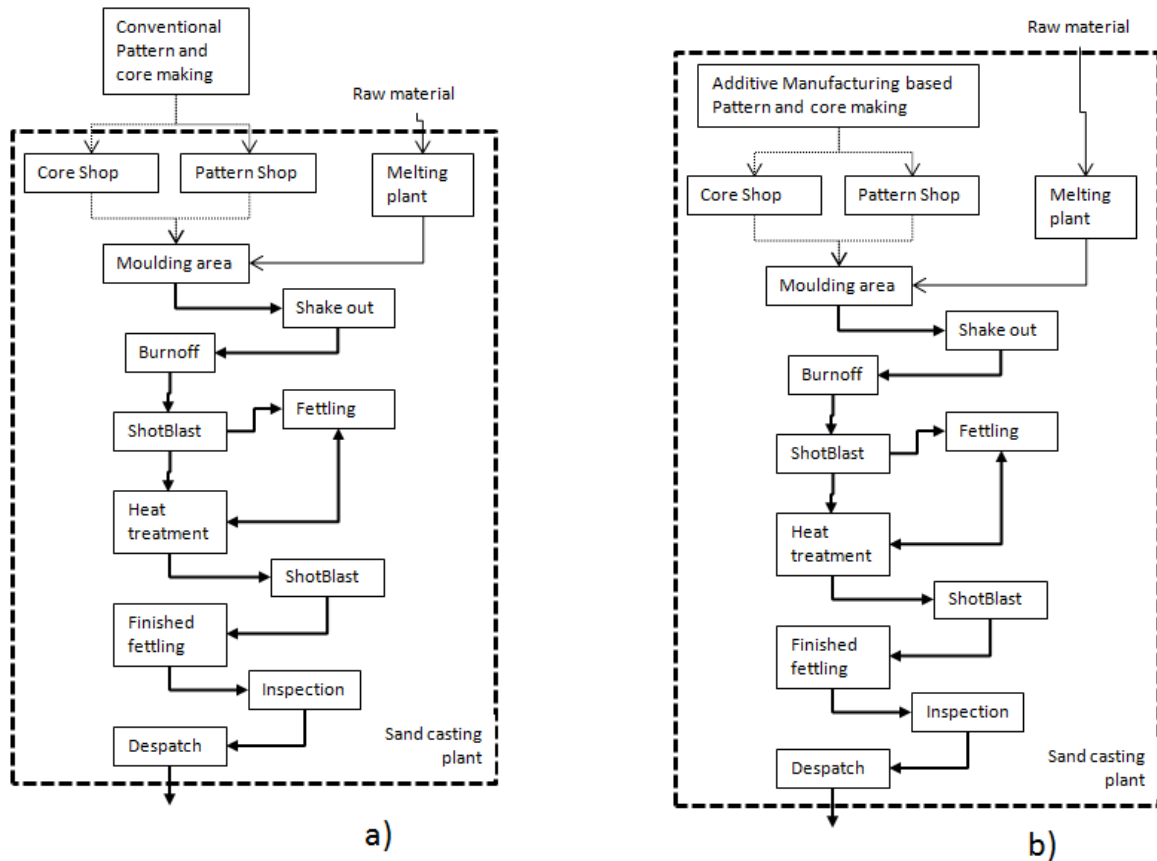 Conventional
Pattern and
core making
Raw material
Core Shop
Pattern Shop
Melting
plant
Moulding area
Shake out
Burnoff
Fettling
ShotBlast
Heat
treatment
ShotBlast
Finished
fettling
Inspection
Despatch
Sand casting
plant
a)
Raw material
Additive Manufacturing based
Pattern and core making
Core Shop
Pattern Shop
Melting
plant
Moulding area
Shake out
Burnoff
Fettling
ShotBlast
Heat
treatment
ShotBlast
Finished
fettling
Inspection
Despatch
Sand casting
plant
b)